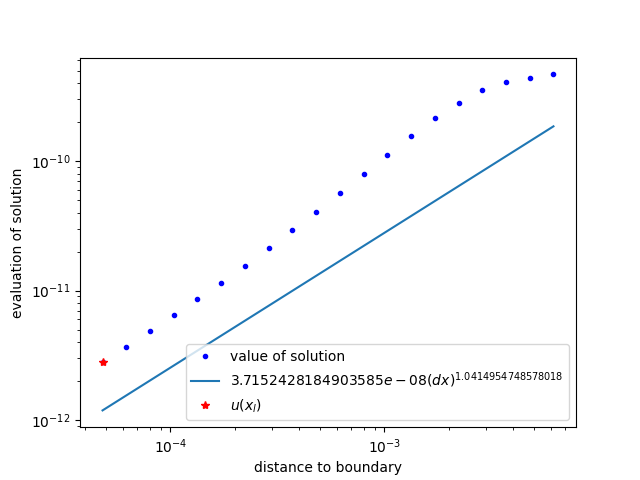 evaluation of solution
10⁻¹⁰
10⁻¹¹
10⁻¹²
value of solution
3.7152428184903585e − 08(dx)^1.0414954748578018
u(x_I)
10⁻⁴
10⁻³
distance to boundary